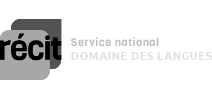 récit
Service national
DOMAINE DES LANGUES